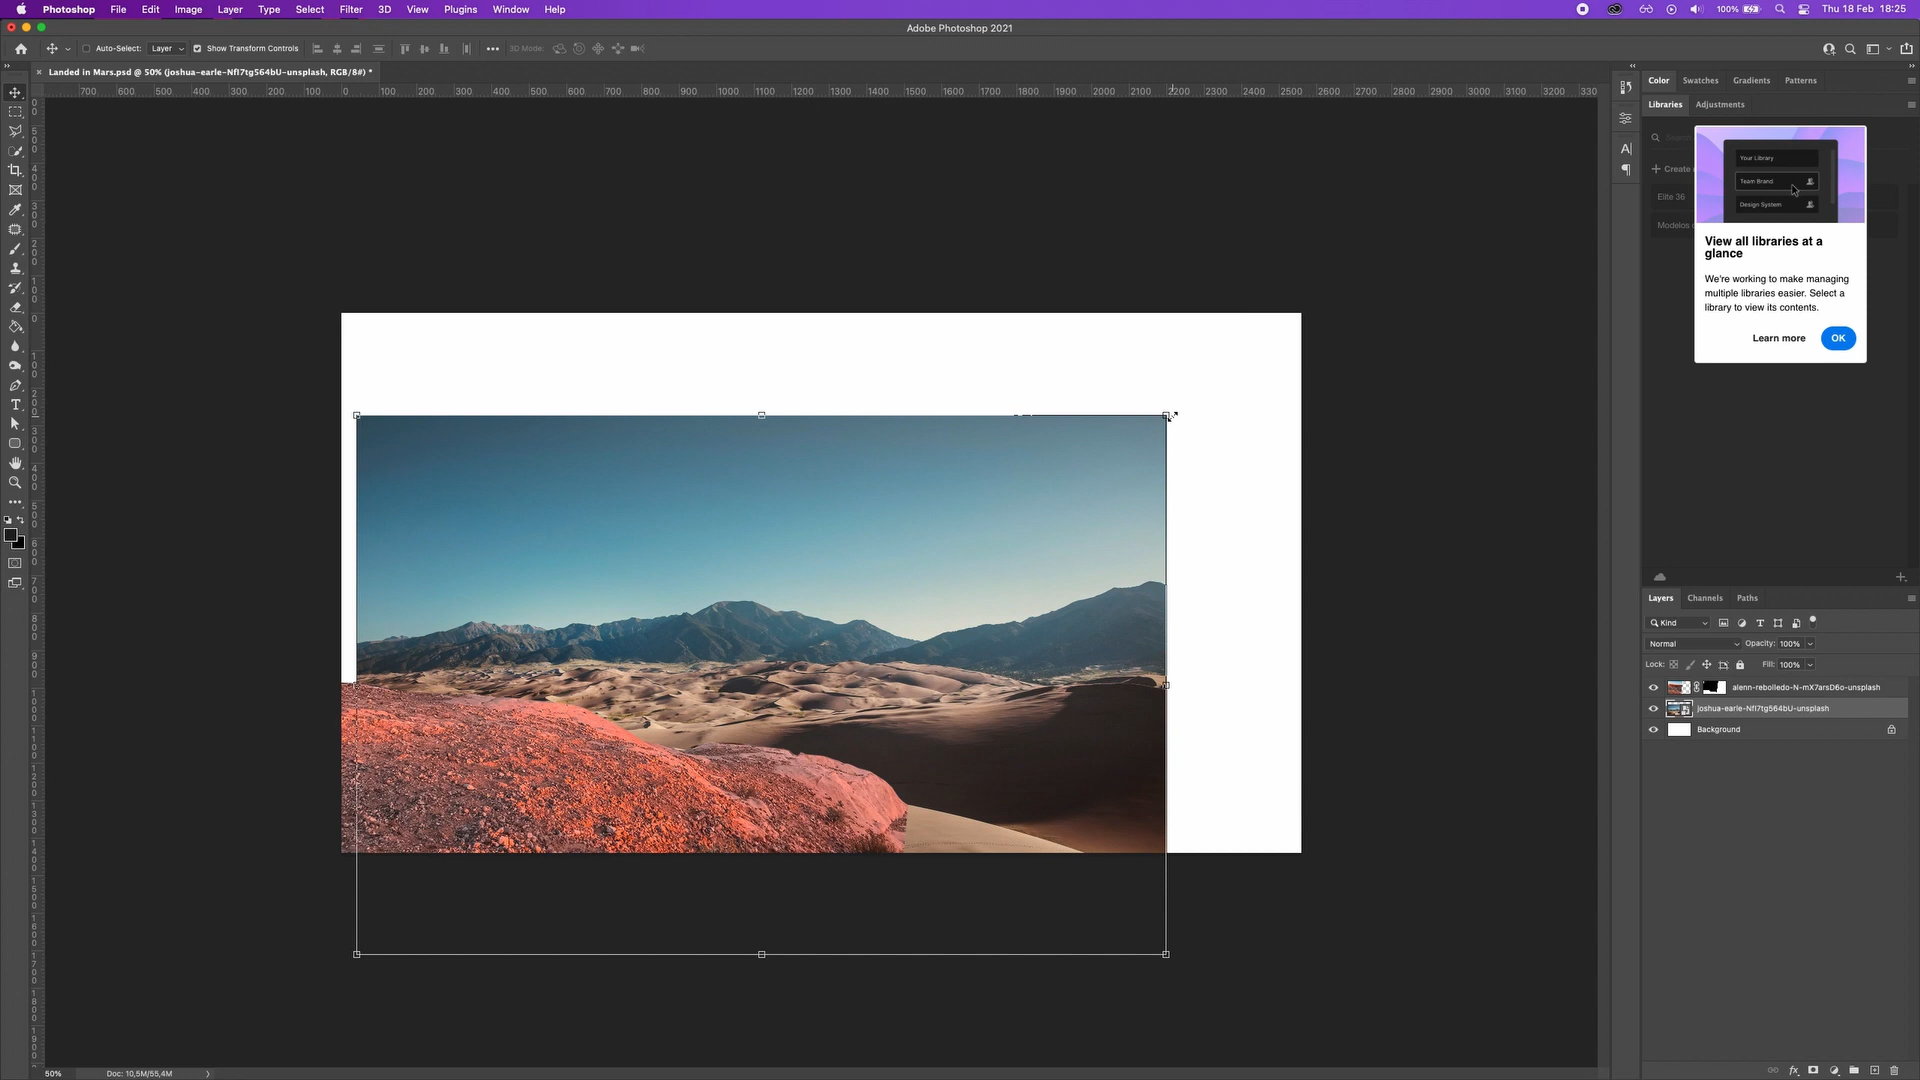 Photoshop File Edit Image Layer Type Select Filter 3D View Plugins Window Help
100% Thu 18 Feb 18:25
Adobe Photoshop 2021
Auto-Select: Layer Show Transform Controls 3D Mode:
× Landed in Mars.psd @ 50% (joshua-earle-Nfl7tg564bU-unsplash, RGB/8#) *
700 600 500 400 300 200 100 0 100 200 300 400 500 600 700 800 900 1000 1100 1200 1300 1400 1500 1600 1700 1800 1900 2000 2100 2200 2300 2400 2500 2600 2700 2800 2900 3000 3100 3200 330
Color Swatches Gradients Patterns
Libraries Adjustments
Create
Elite 36
Modelos
Your Library
Team Brand
Design System
View all libraries at a
glance
We're working to make managing
multiple libraries easier. Select a
library to view its contents.
Learn more OK
Layers Channels Paths
Kind
Normal Opacity: 100%
Lock: Fill: 100%
alenn-rebolledo-N-mX7arsD6o-unsplash
joshua-earle-Nfl7tg564bU-unsplash
Background
50% Doc: 10,5M/55,4M